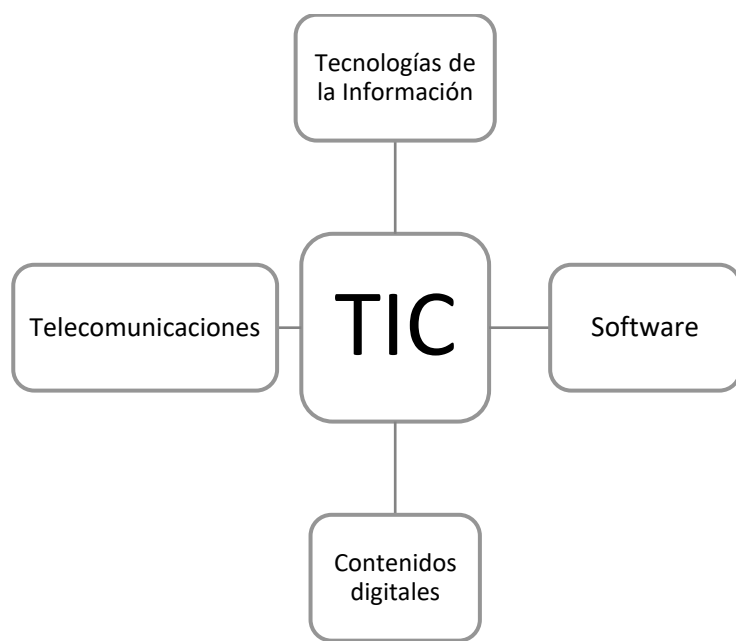 Tecnologías de
la Información
Telecomunicaciones
TIC
Software
Contenidos
digitales